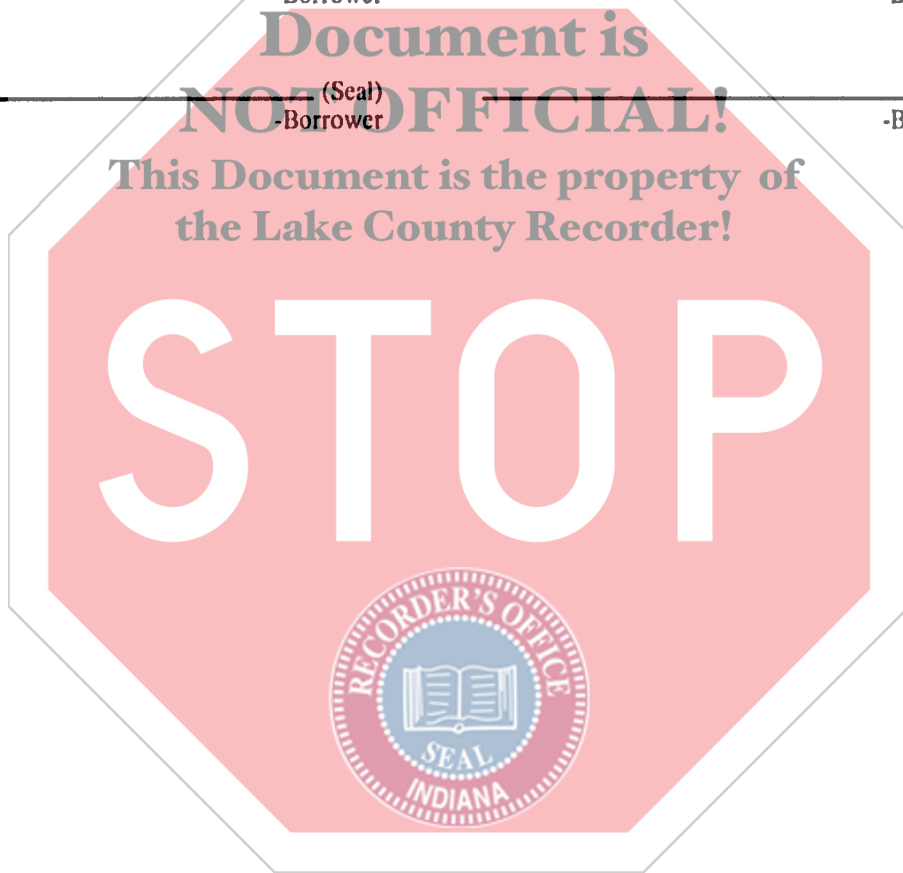 Borrower
Document is
(Seal)
NOT OFFICIAL!
-Borrower
-B
This Document is the property of
the Lake County Recorder!
STOP
RECORDER'S OFFICE
SEAL
INDIANA